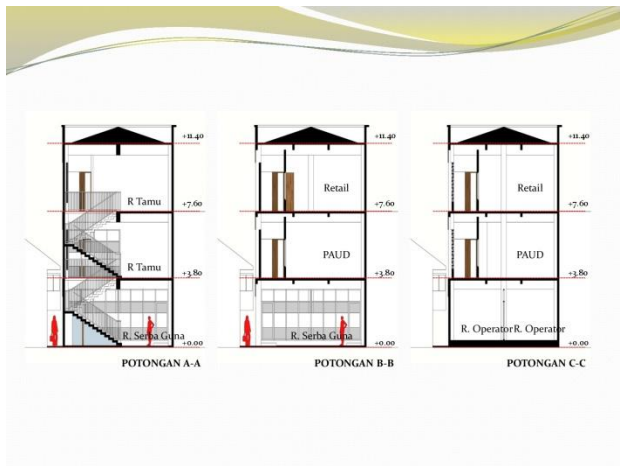 +11.40
R Tamu
+7.60
R Tamu
+3.80
R. Serba Guna
+0.00
POTONGAN A-A
+11.40
Retail
+7.60
PAUD
+3.80
R. Serba Guna
+0.00
POTONGAN B-B
+11.40
Retail
+7.60
PAUD
+3.80
R. Operator R. Operator
+0.00
POTONGAN C-C